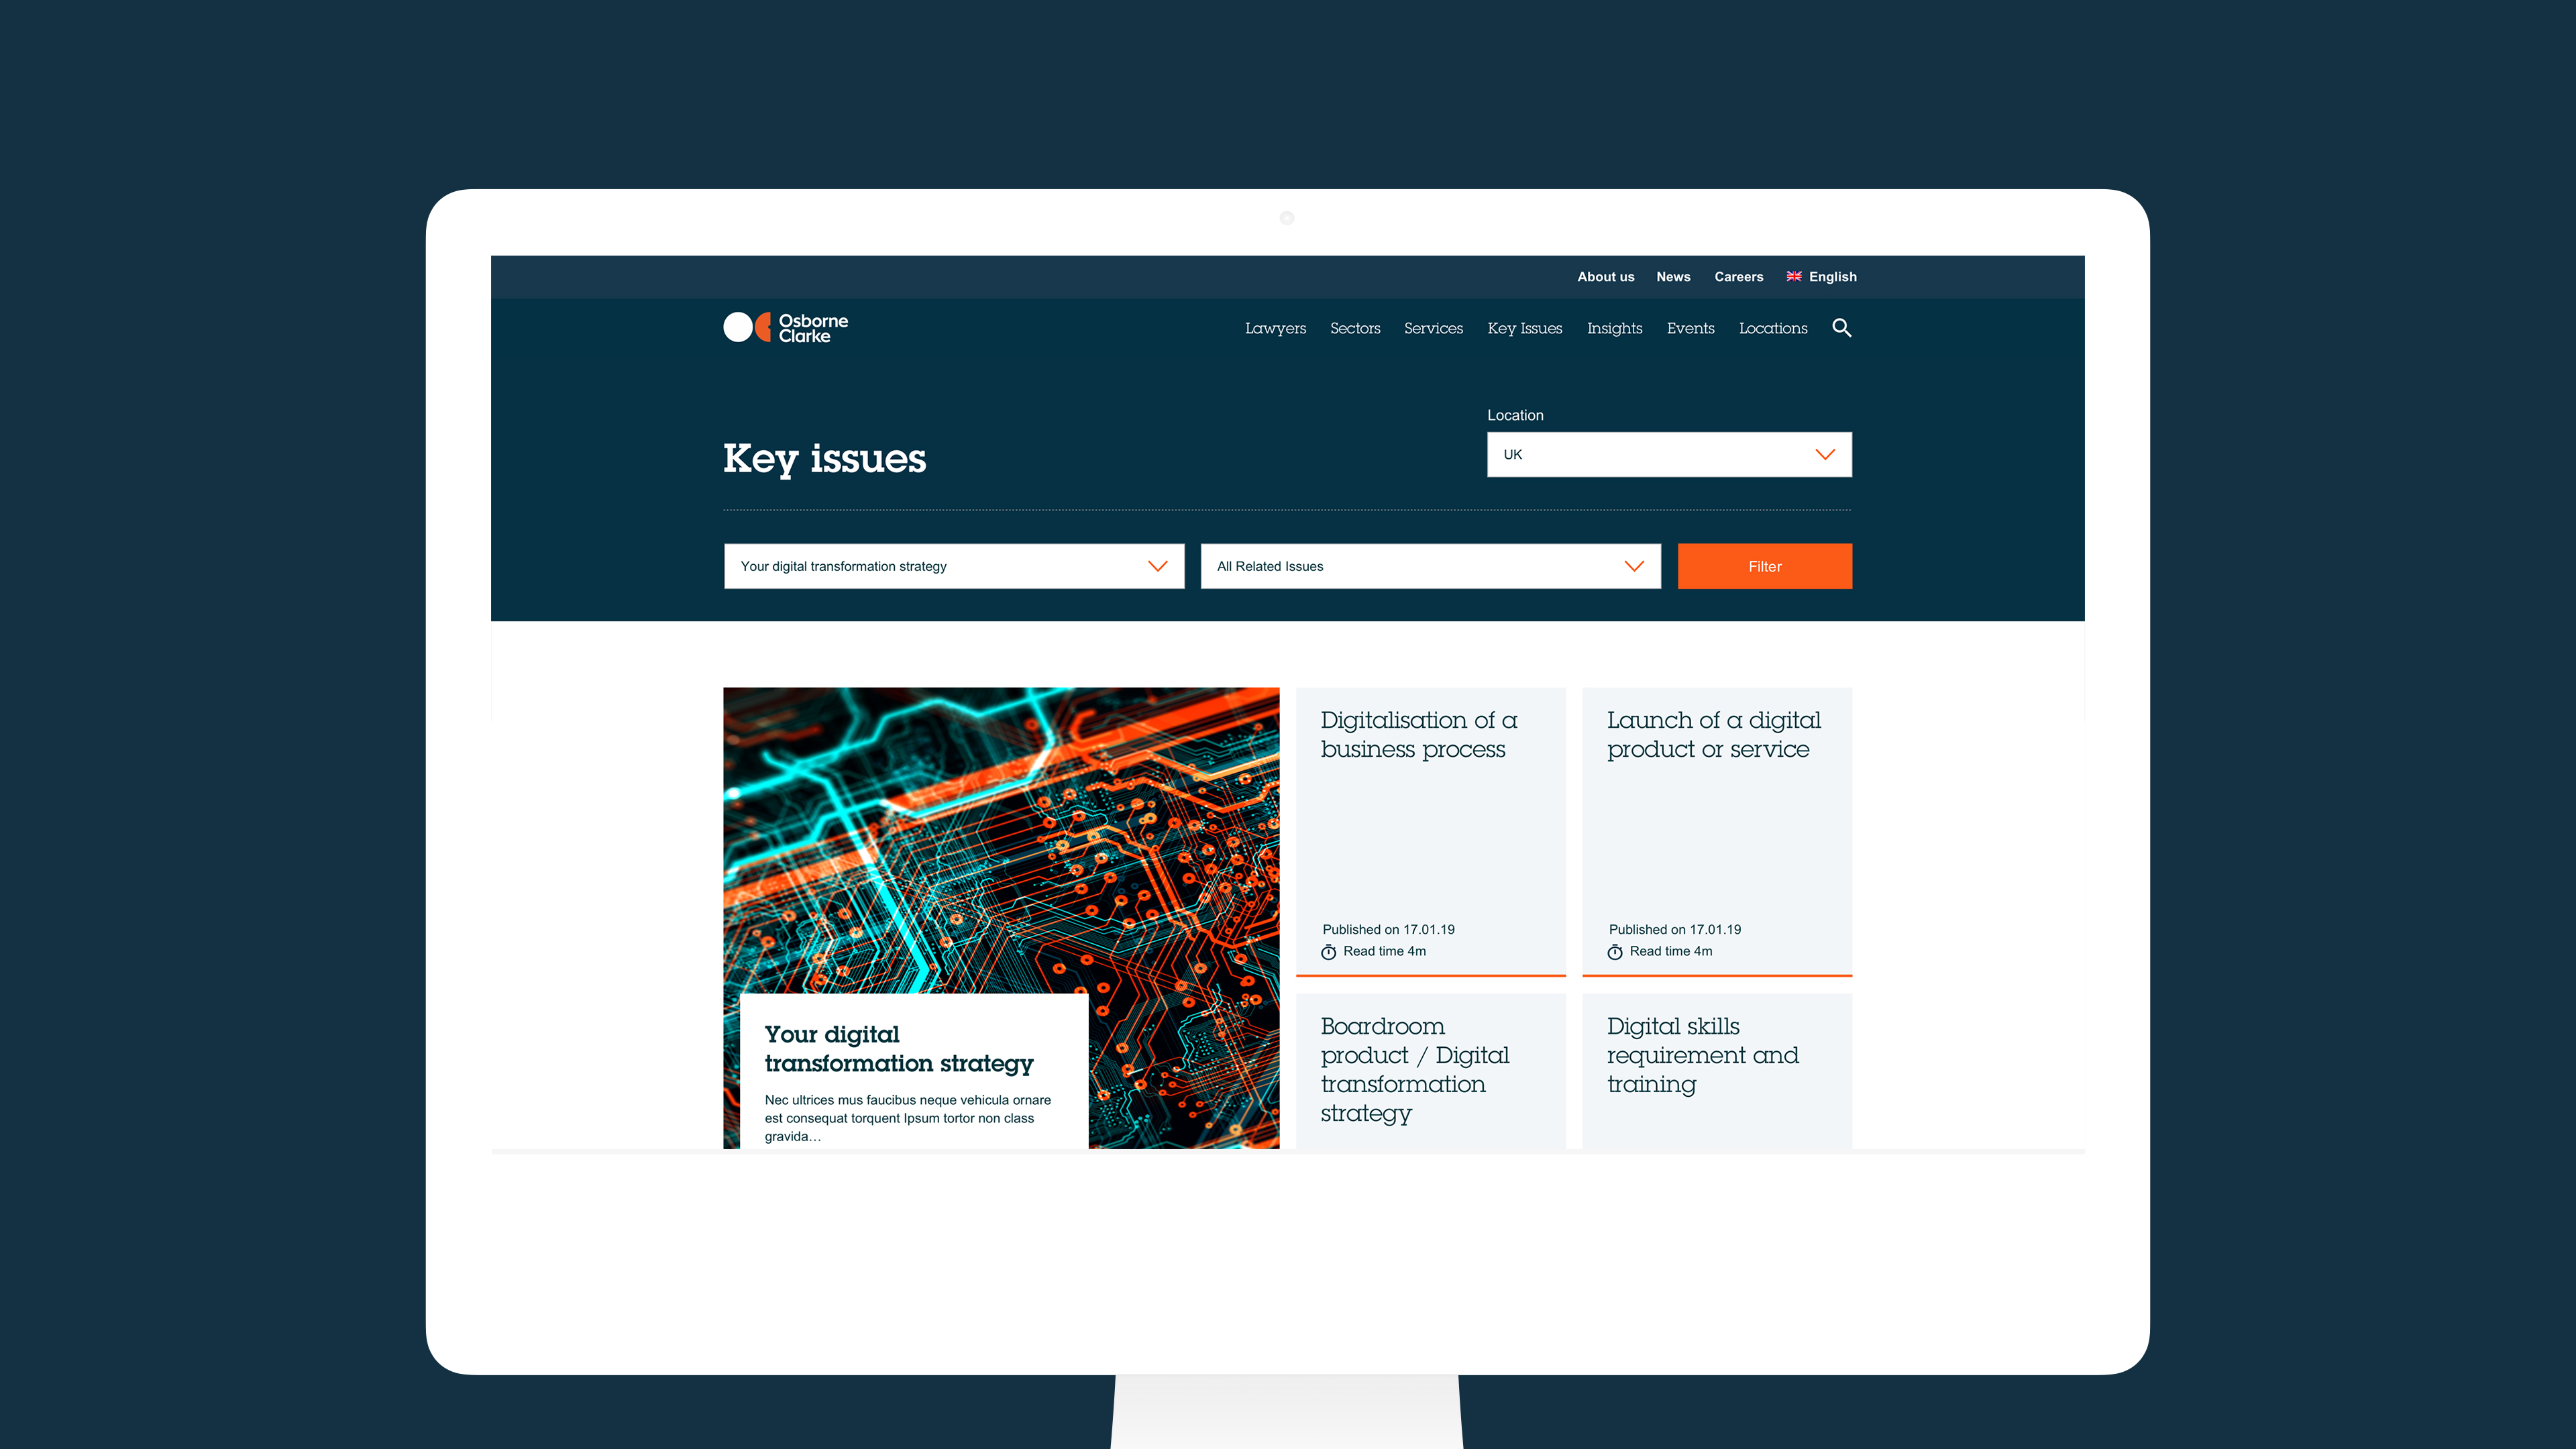 About us News Careers English
Osborne
Clarke
Lawyers Sectors Services Key Issues Insights Events Locations
Location
Key issues
UK
Your digital transformation strategy
All Related Issues
Filter
Digitalisation of a
business process
Published on 17.01.19
Read time 4m
Launch of a digital
product or service
Published on 17.01.19
Read time 4m
Your digital
transformation strategy
Nec ultrices mus faucibus neque vehicula ornare
est consequat torquent Ipsum tortor non class
gravida…
Boardroom
product / Digital
transformation
strategy
Digital skills
requirement and
training